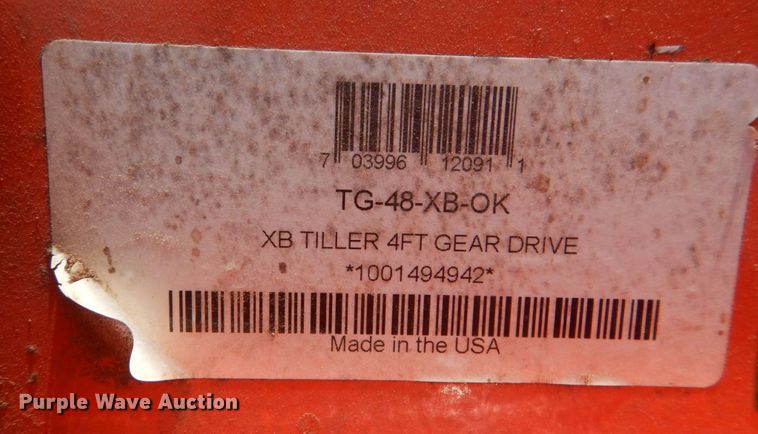 7 03996 12091 1
TG-48-XB-OK
XB TILLER 4FT GEAR DRIVE
*1001494942*
Made in the USA
Purple Wave Auction